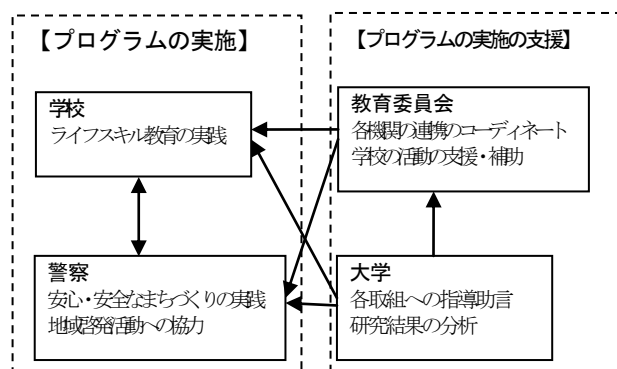 【プログラムの実施】
学校
ライフスキル教育の実践
警察
安心・安全なまちづくりの実践
地域啓発活動への協力
【プログラムの実施の支援】
教育委員会
各機関の連携のコーディネート
学校の活動の支援・補助
大学
各取組への指導助言
研究結果の分析